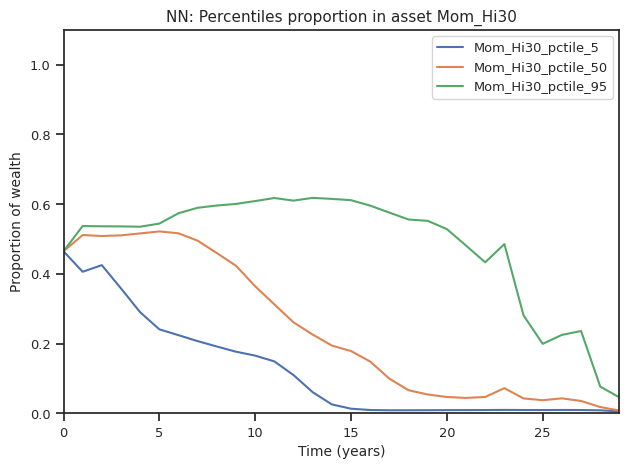 NN: Percentiles proportion in asset Mom_Hi30
Mom_Hi30_pctile_5
Mom_Hi30_pctile_50
Mom_Hi30_pctile_95
Proportion of wealth
1.0
0.8
0.6
0.4
0.2
0.0
0 5 10 15 20 25
Time (years)